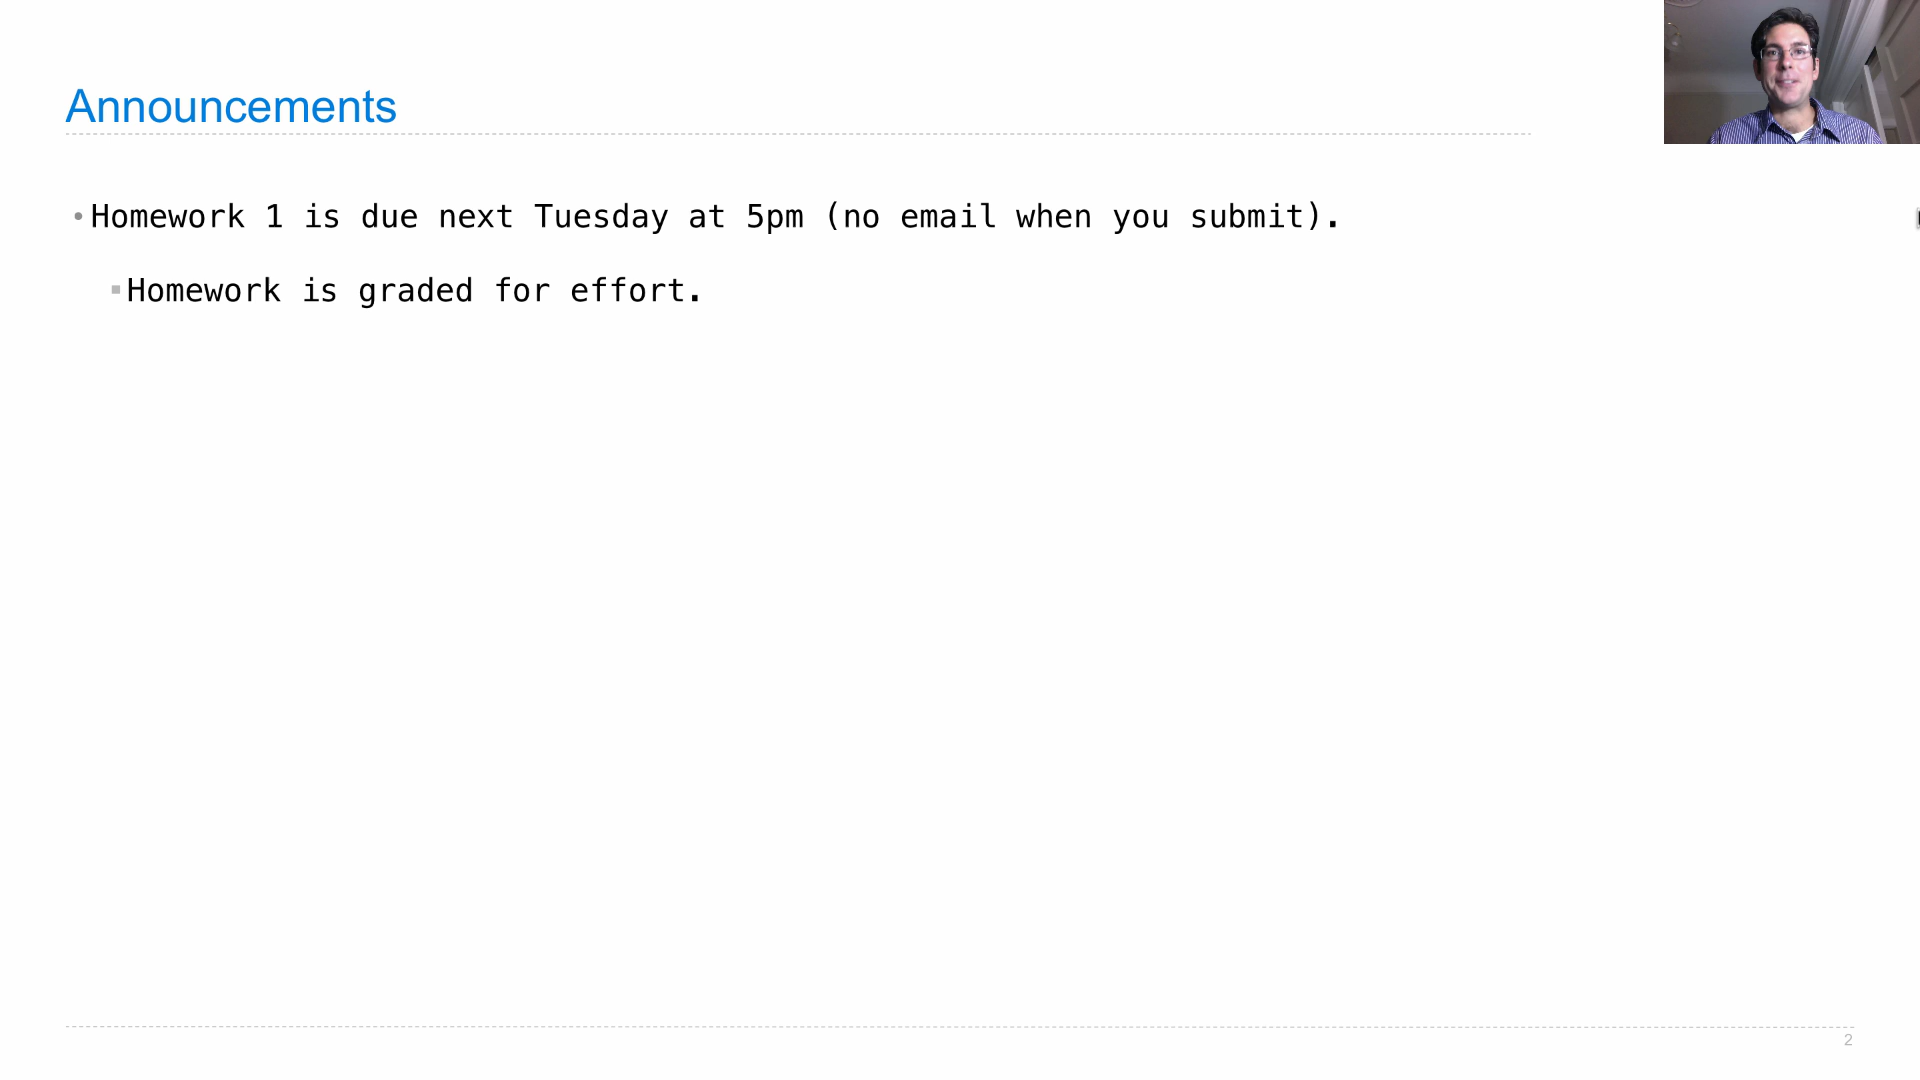 Announcements
Homework 1 is due next Tuesday at 5pm (no email when you submit).
Homework is graded for effort.
2